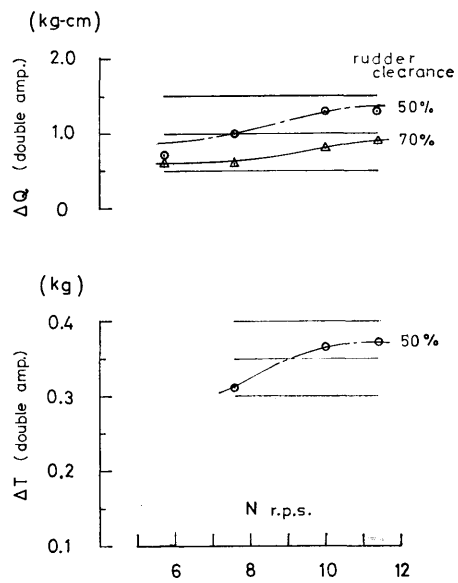 (kg-cm)
rudder
clearance
2.0
50%
1.0
70%
0
ΔQ (double amp.)
(kg)
0.4
50%
0.3
0.2
0.1
ΔT (double amp.)
N r.p.s.
6 8 10 12